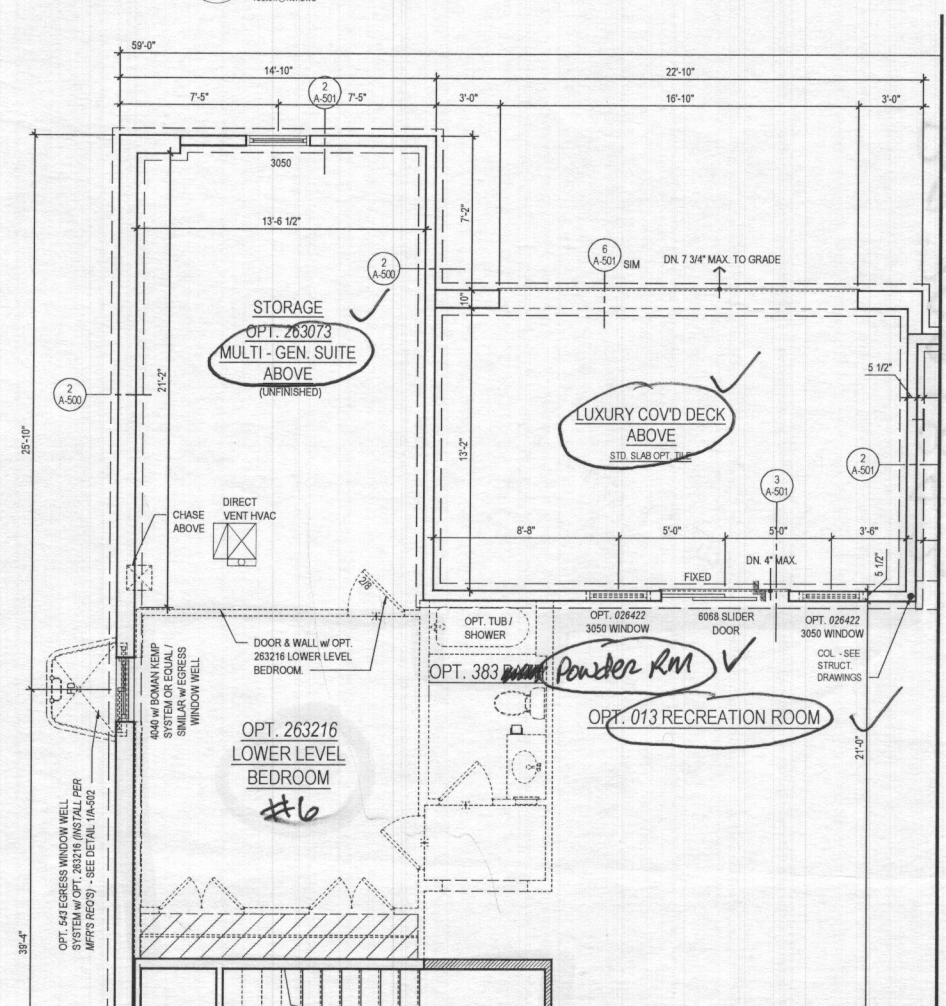 59'-0"
14'-10"
22'-10"
7'-5"
2
A-501
7'-5"
3'-0"
16'-10"
3'-0"
3050
13'-6 1/2"
7'-2"
2
A-500
10"
6
A-501
SIM
DN. 7 3/4" MAX. TO GRADE
STORAGE
OPT. 263073
MULTI - GEN. SUITE
ABOVE
(UNFINISHED)
21'-2"
2
A-500
25'-10"
LUXURY COV'D DECK
ABOVE
STD. SLAB OPT. TILE
13'-2"
5 1/2"
2
A-501
3
A-501
CHASE
ABOVE
DIRECT
VENT HVAC
8'-8"
5'-0"
5'-0"
3'-6"
DN. 4" MAX.
FIXED
5 1/2"
2/8
OPT. TUB /
SHOWER
OPT. 026422
3050 WINDOW
6068 SLIDER
DOOR
OPT. 026422
3050 WINDOW
DOOR & WALL w/ OPT.
263216 LOWER LEVEL
BEDROOM.
COL - SEE
STRUCT.
DRAWINGS
OPT. 383
Powder RM
4040 w/ BOMAN KEMP
SYSTEM OR EQUAL /
SIMILAR w/ EGRESS
WINDOW WELL
OPT. 013 RECREATION ROOM
OPT. 263216
LOWER LEVEL
BEDROOM
#6
21'-0"
OPT. 543 EGRESS WINDOW WELL
SYSTEM w/ OPT. 263216 (INSTALL PER
MFR'S REQ'S) - SEE DETAIL 1/A-502
39'-4"